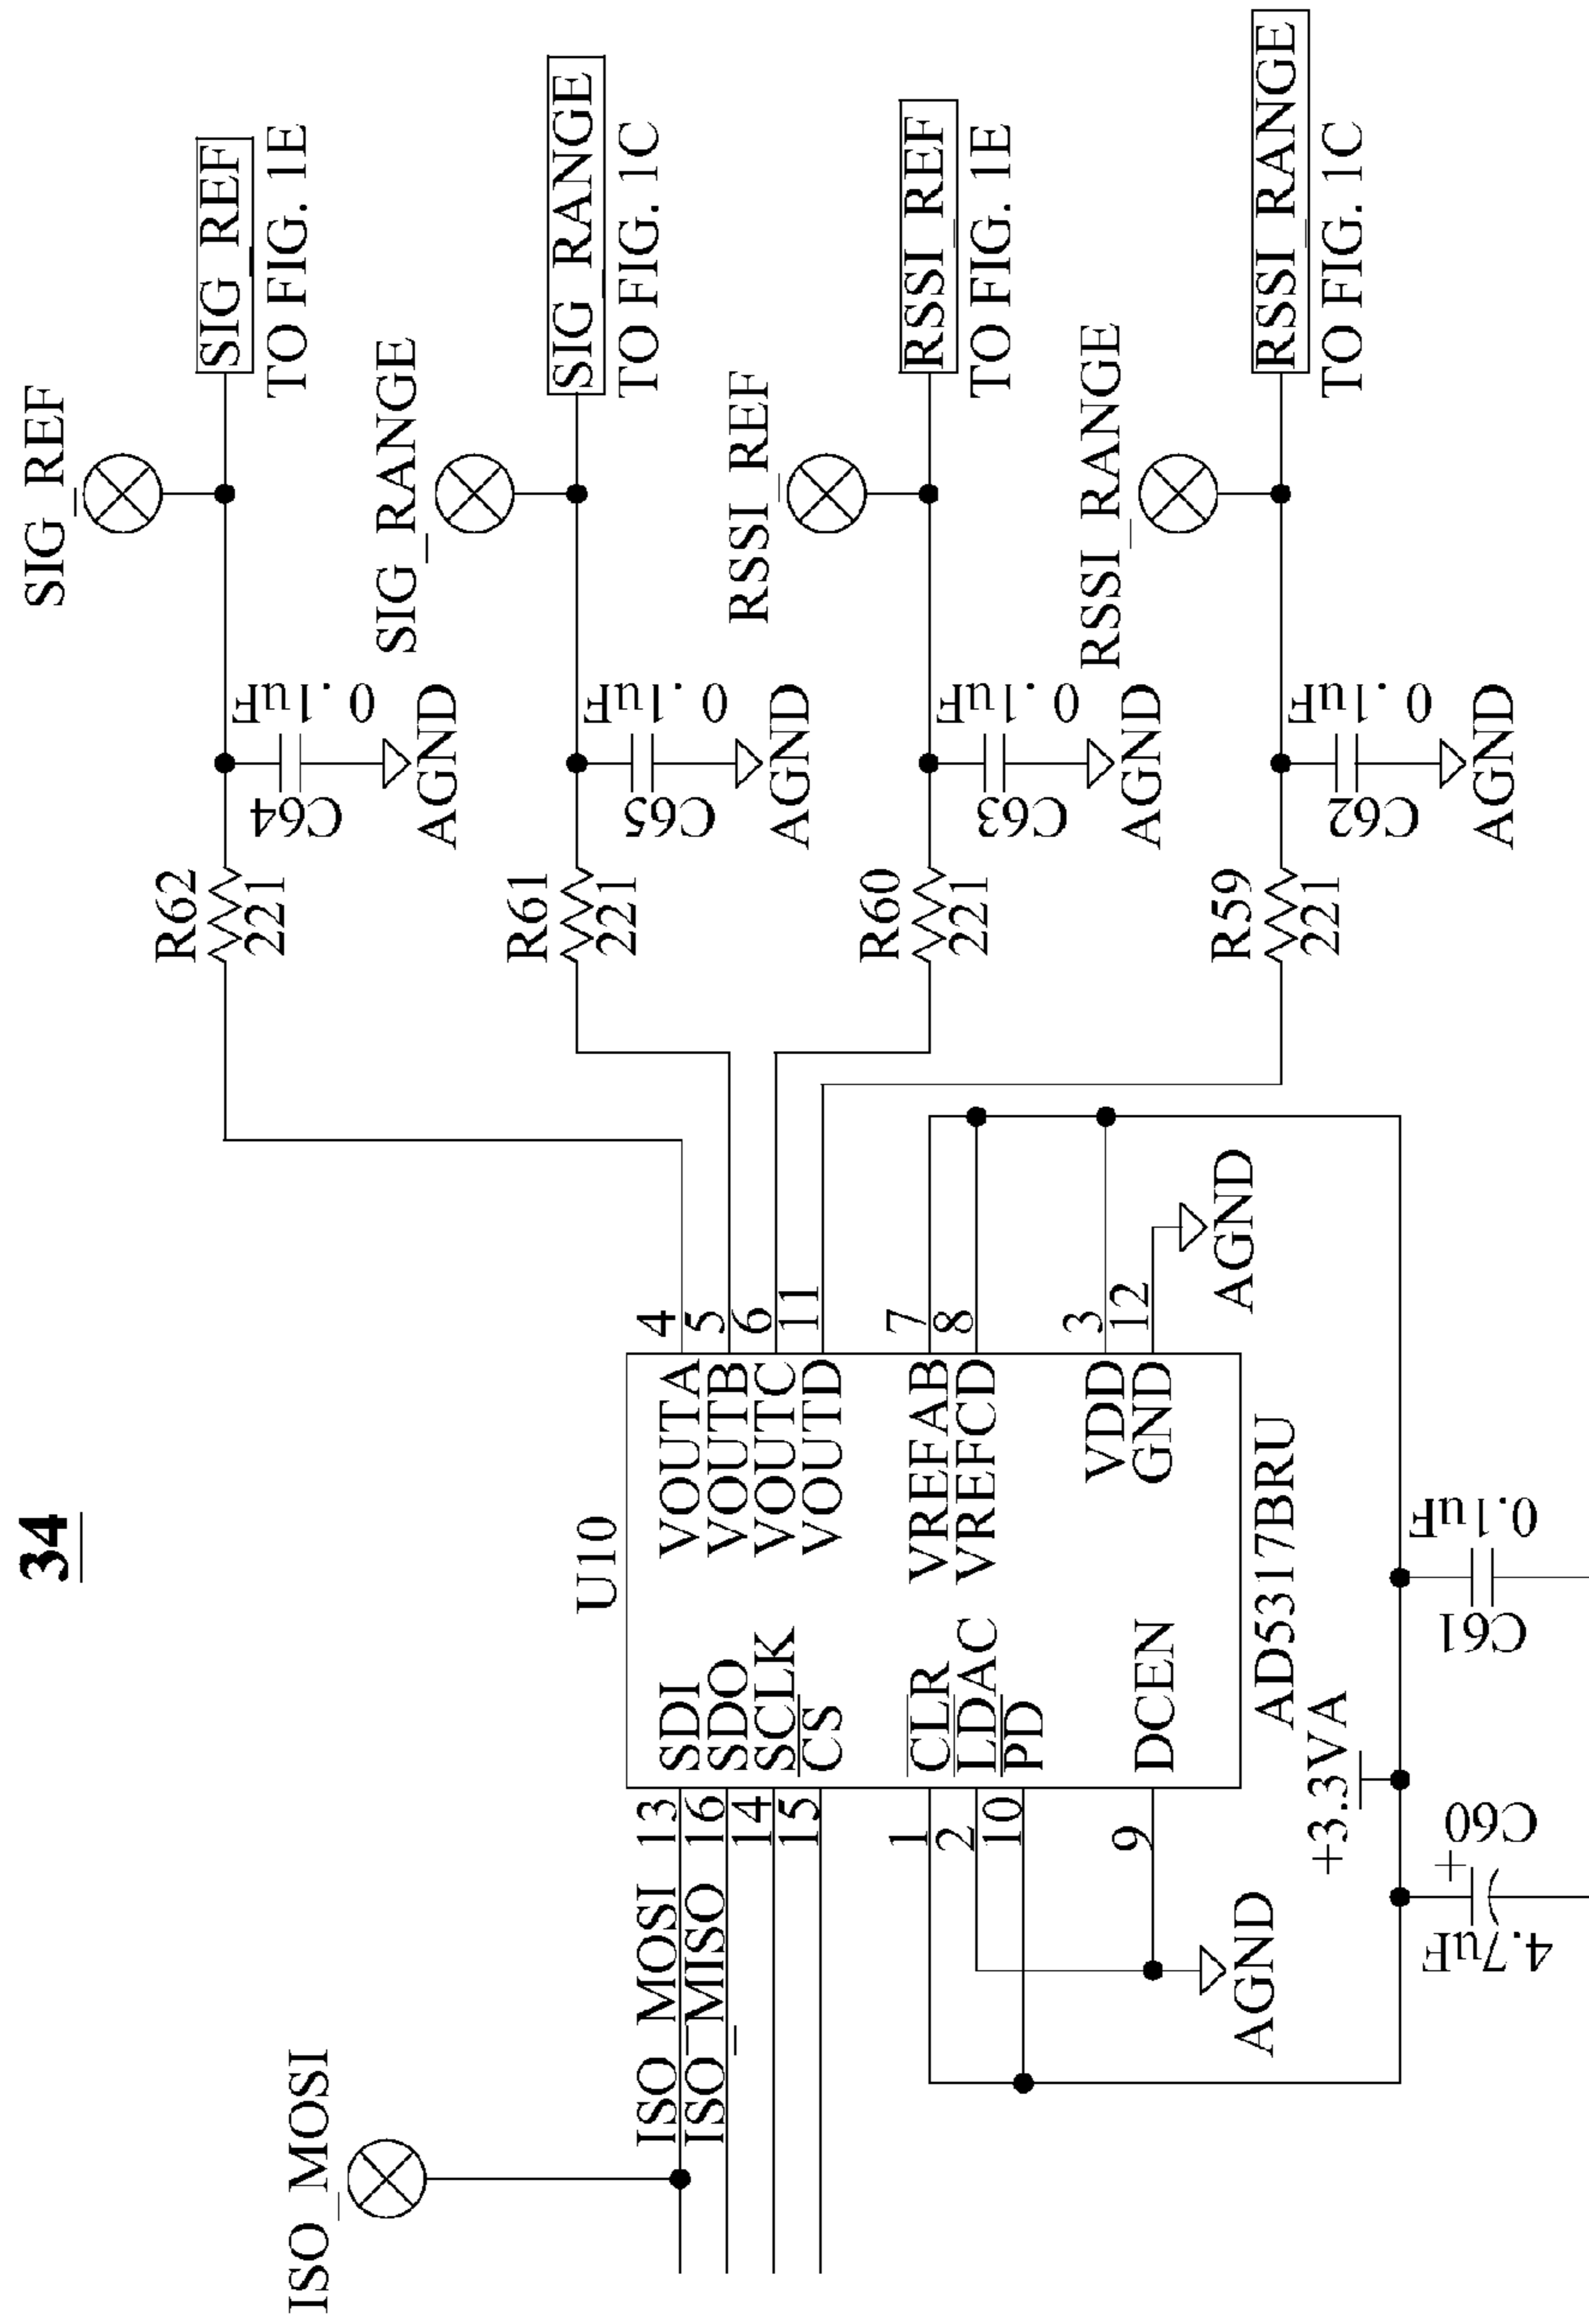 34
ISO_MOSI
ISO_MOSI 13
ISO_MISO 16
14
15
1
2
10
9
AGND
U10
SDI
SDO
SCLK
CS
CLR
LDAC
PD
DCEN
VOUTA
VOUTB
VOUTC
VOUTD
VREFAB
VREFCD
VDD
GND
AD5317BRU
4
5
6
11
7
8
3
12
AGND
+3.3VA
C60
+
4.7uF
C61
0.1uF
R62
221
C64
0.1uF
AGND
SIG_REF
SIG_REF
TO FIG. 1E
R61
221
C65
0.1uF
AGND
SIG_RANGE
SIG_RANGE
TO FIG. 1C
R60
221
C63
0.1uF
AGND
RSSI_REF
RSSI_REF
TO FIG. 1E
R59
221
C62
0.1uF
AGND
RSSI_RANGE
RSSI_RANGE
TO FIG. 1C